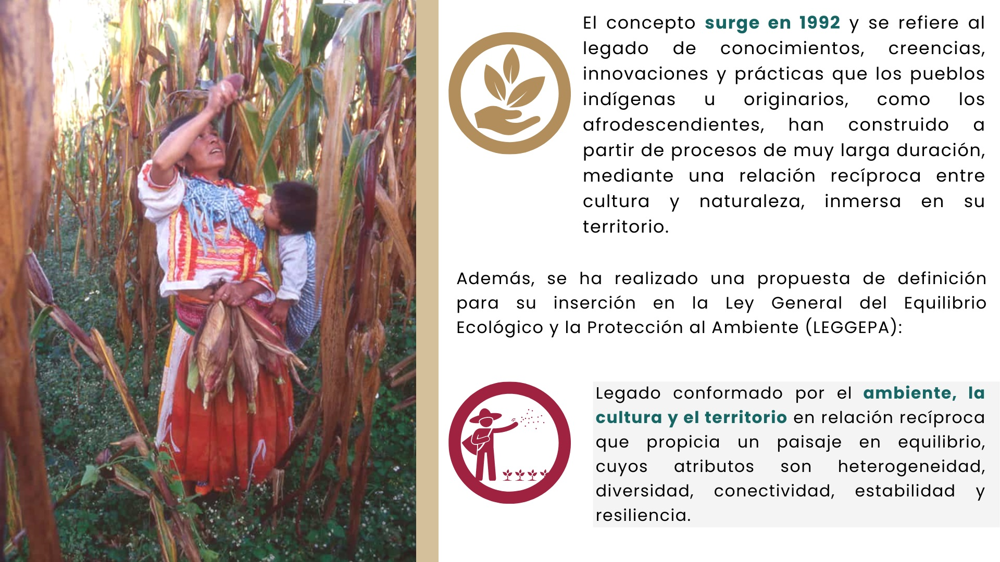 El concepto surge en 1992 y se refiere al
legado de conocimientos, creencias,
innovaciones y prácticas que los pueblos
indígenas u originarios, como los
afrodescendientes, han construido a
partir de procesos de muy larga duración,
mediante una relación recíproca entre
cultura y naturaleza, inmersa en su
territorio.
Además, se ha realizado una propuesta de definición
para su inserción en la Ley General del Equilibrio
Ecológico y la Protección al Ambiente (LEGGEPA):
Legado conformado por el ambiente, la
cultura y el territorio en relación recíproca
que propicia un paisaje en equilibrio,
cuyos atributos son heterogeneidad,
diversidad, conectividad, estabilidad y
resiliencia.